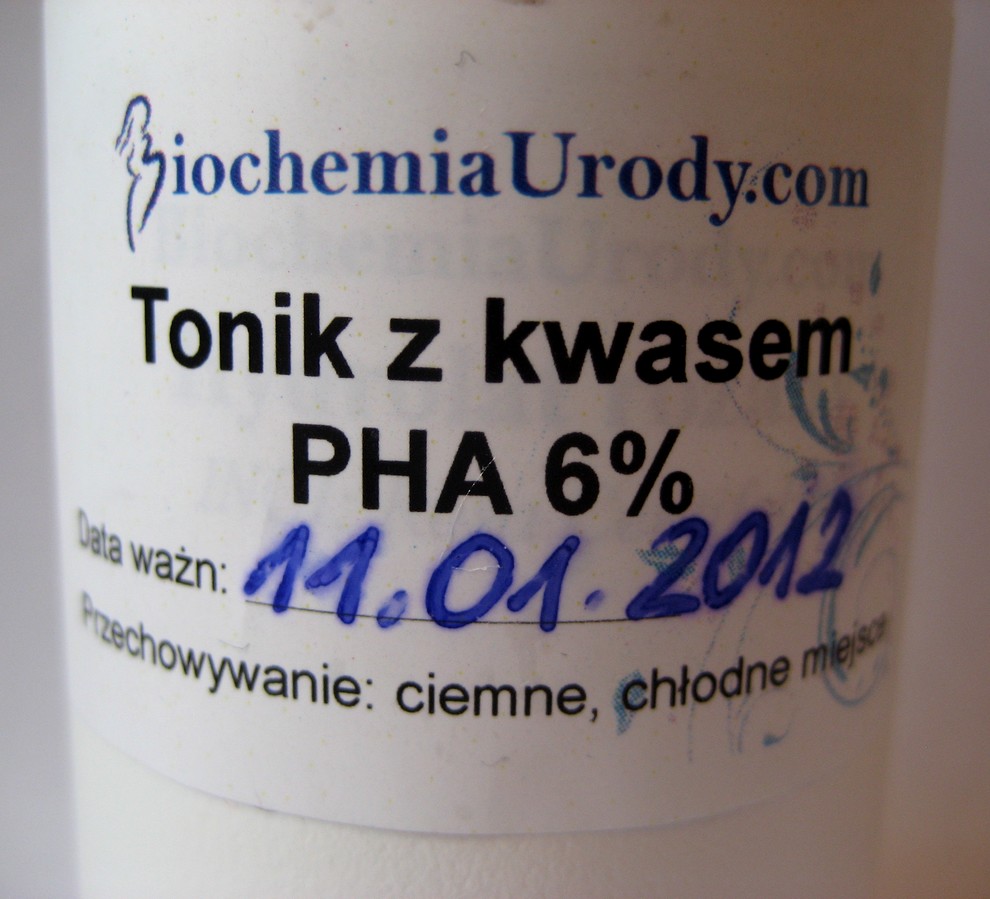 BiochemiaUrody.com
Tonik z kwasem
PHA 6%
Data ważn: 11.01.2012
Przechowywanie: ciemne, chłodne miejsce